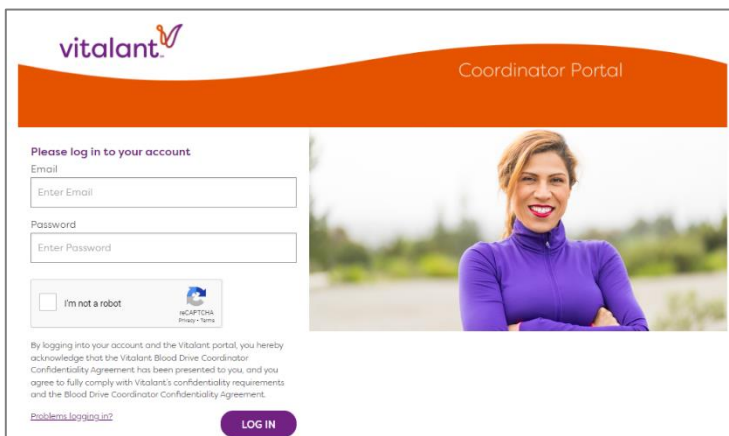 vitalant
Coordinator Portal
Please log in to your account
Email
Enter Email
Password
Enter Password
I'm not a robot
reCAPTCHA
Privacy • Terms
By logging into your account and the Vitalant portal, you hereby
acknowledge that the Vitalant Blood Drive Coordinator
Confidentiality Agreement has been presented to you, and you
agree to fully comply with Vitalant's confidentiality requirements
and the Blood Drive Coordinator Confidentiality Agreement.
Problems logging in?
LOG IN